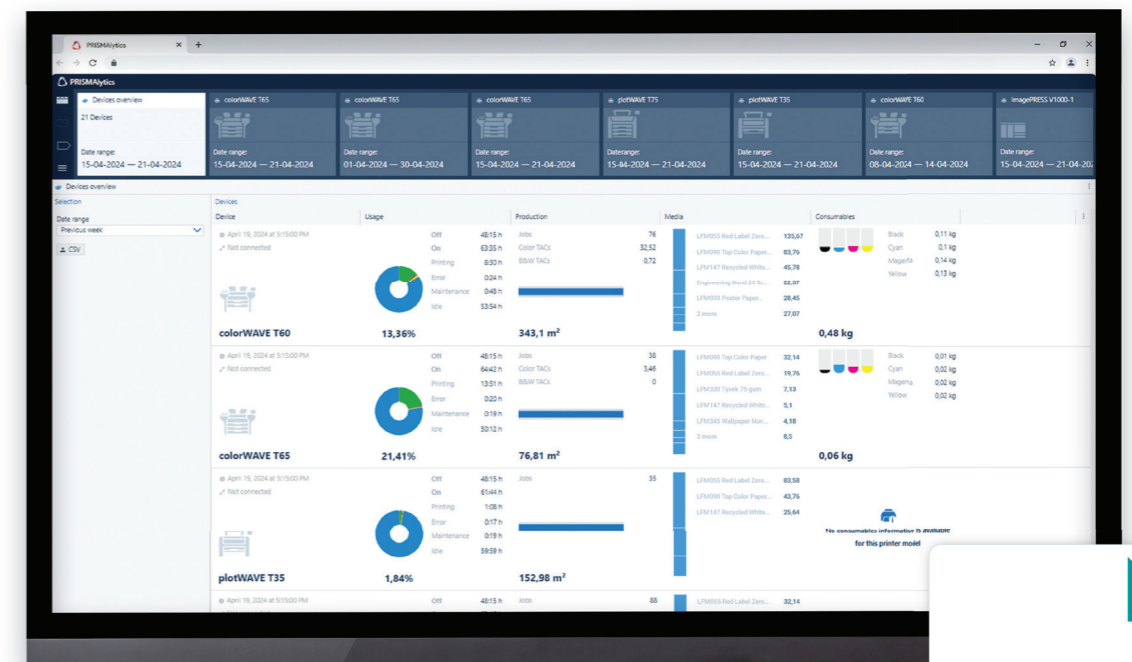 PRISMAlytics
PRISMAlytics
Devices overview
21 Devices
Date range:
15-04-2024 — 21-04-2024
colorWAVE T65
Date range:
15-04-2024 — 21-04-2024
colorWAVE T65
Date range:
01-04-2024 — 30-04-2024
colorWAVE T65
Date range:
15-04-2024 — 21-04-2024
plotWAVE T75
Daterange:
15-44-2024 — 21-04-2024
plotWAVE T35
Date range:
15-04-2024 — 21-04-2024
colorWAVE T60
Date range:
08-04-2024 — 14-04-2024
imagePRESS V1000-1
Date range:
15-04-2024 — 21-04-202
Devices overview
Selection
Date range
Previous week
CSV
Devices
Device Usage Production Media Consumables
April 19, 2024 at 5:15:00 PM
Not connected
colorWAVE T60
Off 48:15 h
On 63:35 h
Printing 8:30 h
Error 0:24 h
Maintenance 0:48 h
Idle 53:54 h
13,36%
Jobs 76
Color TACs 32,52
B&W TACs 0,72
343,1 m²
LFM055 Red Label Zero... 135,67
LFM090 Top Color Paper... 83,76
LFM147 Recycled White... 45,78
LFM093 Poster Paper... 28,45
2 more 27,07
Black 0,11 kg
Cyan 0,1 kg
Magenta 0,14 kg
Yellow 0,13 kg
0,48 kg
April 19, 2024 at 5:15:00 PM
Not connected
colorWAVE T65
Off 48:15 h
On 64:42 h
Printing 13:51 h
Error 0:20 h
Maintenance 0:19 h
Idle 50:12 h
21,41%
Jobs 38
Color TACs 3,46
B&W TACs 0
76,81 m²
LFM090 Top Color Paper 32,14
LFM055 Red Label Zero... 19,76
LFM330 Tyvek 75 gsm 7,13
LFM147 Recycled White... 5,1
LFM345 Wallpaper Non... 4,18
3 more 8,5
Black 0,01 kg
Cyan 0,02 kg
Magenta 0,02 kg
Yellow 0,02 kg
0,06 kg
April 19, 2024 at 5:15:00 PM
Not connected
plotWAVE T35
Off 48:15 h
On 61:44 h
Printing 1:08 h
Error 0:17 h
Maintenance 0:19 h
Idle 59:59 h
1,84%
Jobs 35
152,98 m²
LFM055 Red Label Zero... 83,58
LFM090 Top Color Paper... 43,76
LFM147 Recycled White... 25,64
No consumables information is available
for this printer model
April 19, 2024 at 5:15:00 PM
Off 48:15 h
Jobs 88
LFM055 Red Label Zero... 32,14